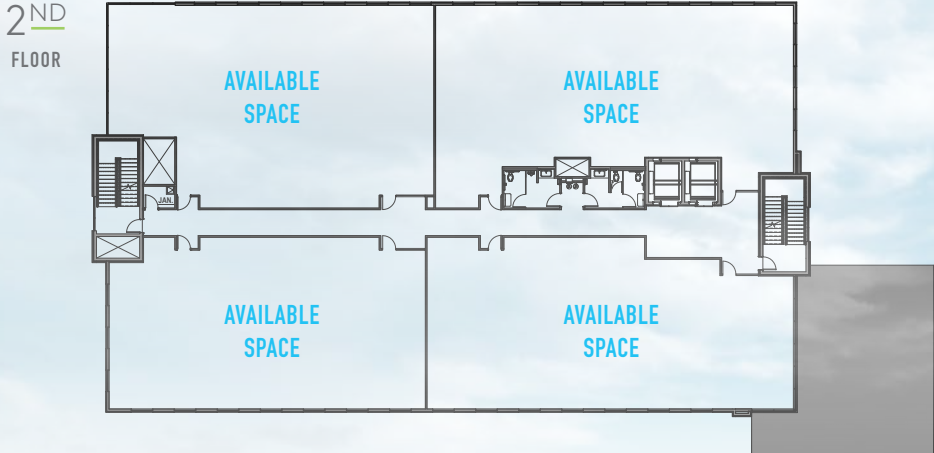 2ND
FLOOR
AVAILABLE
SPACE
AVAILABLE
SPACE
JAN.
AVAILABLE
SPACE
AVAILABLE
SPACE